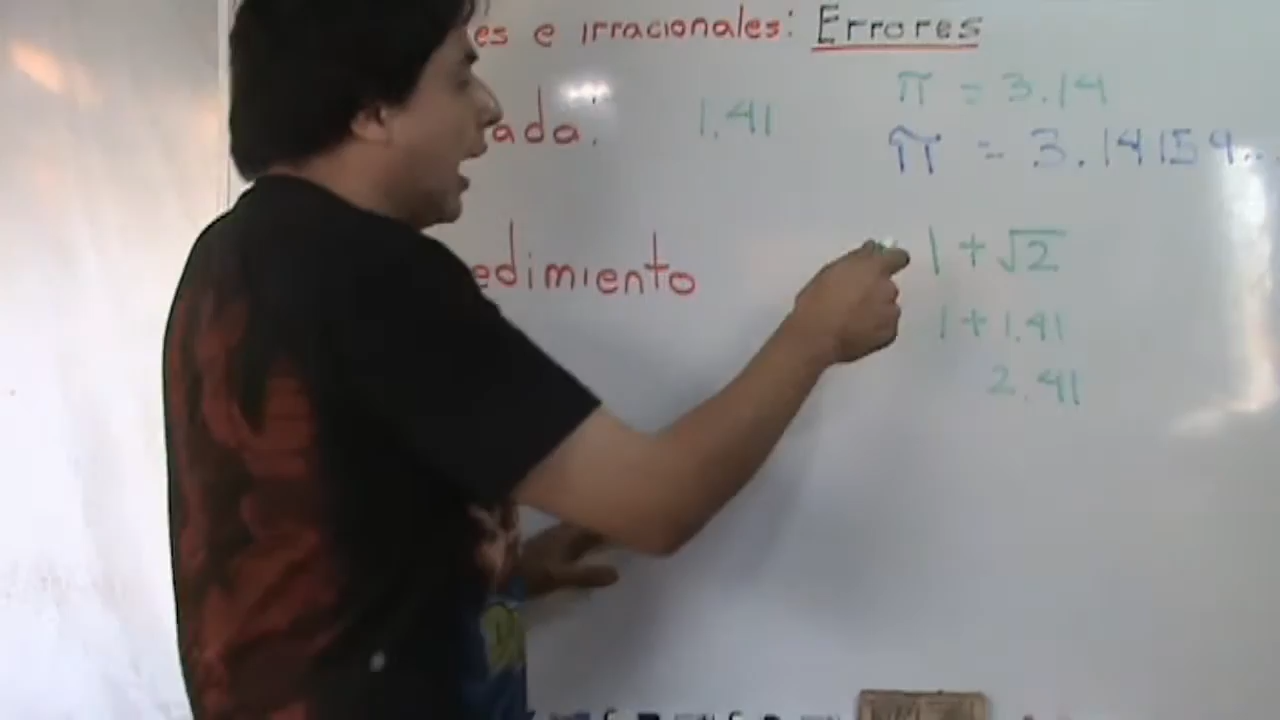 es e irracionales: Errores
π = 3.14
ada: 1.41
π = 3.14159...
1 + √2
edimiento
1 + 1.41
2.41